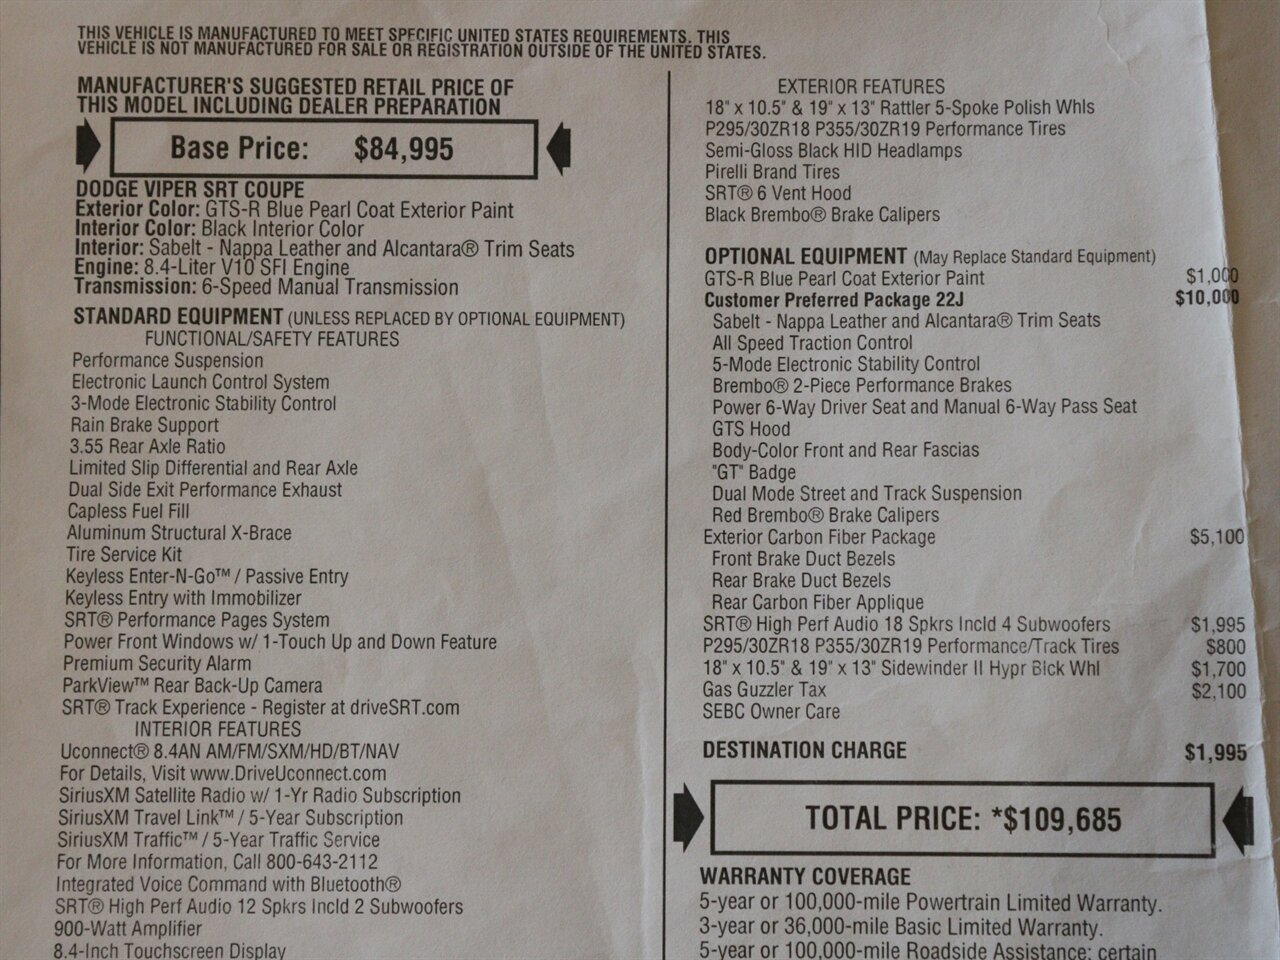 THIS VEHICLE IS MANUFACTURED TO MEET SPECIFIC UNITED STATES REQUIREMENTS. THIS
VEHICLE IS NOT MANUFACTURED FOR SALE OR REGISTRATION OUTSIDE OF THE UNITED STATES.
MANUFACTURER'S SUGGESTED RETAIL PRICE OF
THIS MODEL INCLUDING DEALER PREPARATION
Base Price: $84,995
DODGE VIPER SRT COUPE
Exterior Color: GTS-R Blue Pearl Coat Exterior Paint
Interior Color: Black Interior Color
Interior: Sabelt - Nappa Leather and Alcantara® Trim Seats
Engine: 8.4-Liter V10 SFI Engine
Transmission: 6-Speed Manual Transmission
STANDARD EQUIPMENT (UNLESS REPLACED BY OPTIONAL EQUIPMENT)
FUNCTIONAL/SAFETY FEATURES
Performance Suspension
Electronic Launch Control System
3-Mode Electronic Stability Control
Rain Brake Support
3.55 Rear Axle Ratio
Limited Slip Differential and Rear Axle
Dual Side Exit Performance Exhaust
Capless Fuel Fill
Aluminum Structural X-Brace
Tire Service Kit
Keyless Enter-N-Go™ / Passive Entry
Keyless Entry with Immobilizer
SRT® Performance Pages System
Power Front Windows w/ 1-Touch Up and Down Feature
Premium Security Alarm
ParkView™ Rear Back-Up Camera
SRT® Track Experience - Register at driveSRT.com
INTERIOR FEATURES
Uconnect® 8.4AN AM/FM/SXM/HD/BT/NAV
For Details, Visit www.DriveUconnect.com
SiriusXM Satellite Radio w/ 1-Yr Radio Subscription
SiriusXM Travel Link™ / 5-Year Subscription
SiriusXM Traffic™ / 5-Year Traffic Service
For More Information, Call 800-643-2112
Integrated Voice Command with Bluetooth®
SRT® High Perf Audio 12 Spkrs Incld 2 Subwoofers
900-Watt Amplifier
8.4-Inch Touchscreen Display
EXTERIOR FEATURES
18" x 10.5" & 19" x 13" Rattler 5-Spoke Polish Whls
P295/30ZR18 P355/30ZR19 Performance Tires
Semi-Gloss Black HID Headlamps
Pirelli Brand Tires
SRT® 6 Vent Hood
Black Brembo® Brake Calipers
OPTIONAL EQUIPMENT (May Replace Standard Equipment)
GTS-R Blue Pearl Coat Exterior Paint $1,000
Customer Preferred Package 22J $10,000
Sabelt - Nappa Leather and Alcantara® Trim Seats
All Speed Traction Control
5-Mode Electronic Stability Control
Brembo® 2-Piece Performance Brakes
Power 6-Way Driver Seat and Manual 6-Way Pass Seat
GTS Hood
Body-Color Front and Rear Fascias
"GT" Badge
Dual Mode Street and Track Suspension
Red Brembo® Brake Calipers
Exterior Carbon Fiber Package $5,100
Front Brake Duct Bezels
Rear Brake Duct Bezels
Rear Carbon Fiber Applique
SRT® High Perf Audio 18 Spkrs Incld 4 Subwoofers $1,995
P295/30ZR18 P355/30ZR19 Performance/Track Tires $800
18" x 10.5" & 19" x 13" Sidewinder II Hypr Blck Whl $1,700
Gas Guzzler Tax $2,100
SEBC Owner Care
DESTINATION CHARGE $1,995
TOTAL PRICE: *$109,685
WARRANTY COVERAGE
5-year or 100,000-mile Powertrain Limited Warranty.
3-year or 36,000-mile Basic Limited Warranty.
5-year or 100,000-mile Roadside Assistance; certain